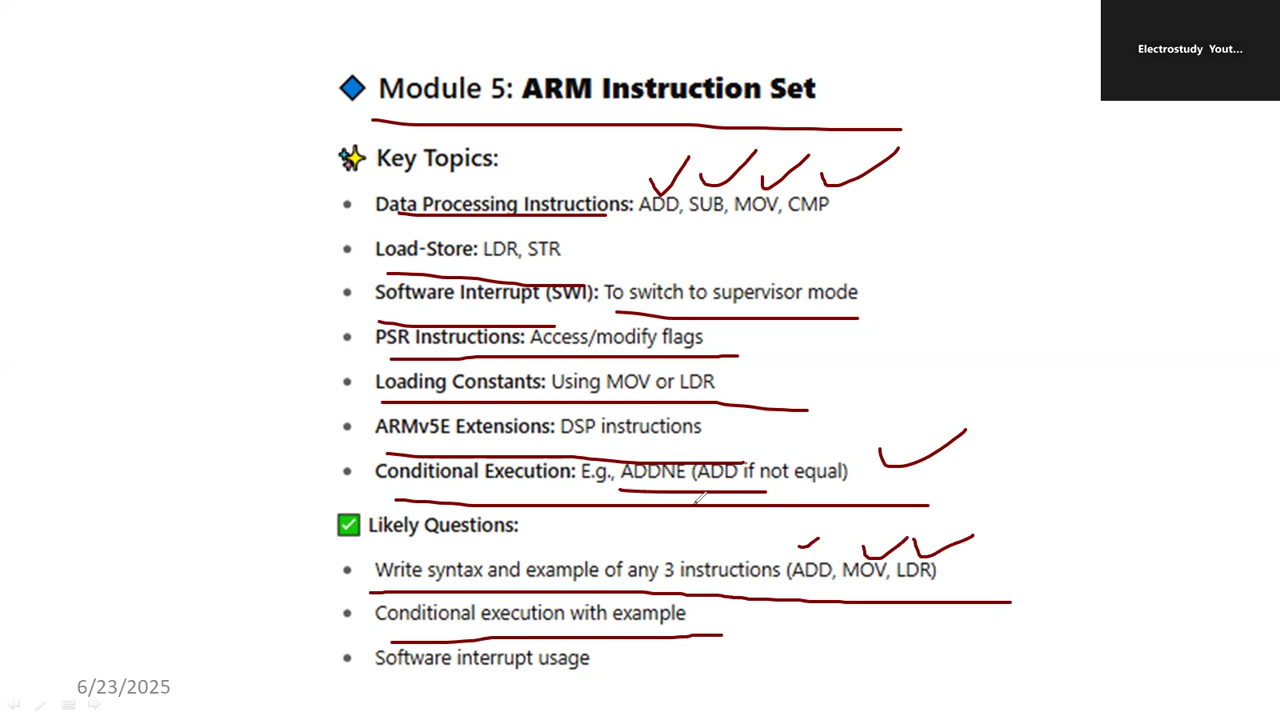 Electrostudy Yout...
Module 5: ARM Instruction Set
Key Topics:
• Data Processing Instructions: ADD, SUB, MOV, CMP
• Load-Store: LDR, STR
• Software Interrupt (SWI): To switch to supervisor mode
• PSR Instructions: Access/modify flags
• Loading Constants: Using MOV or LDR
• ARMv5E Extensions: DSP instructions
• Conditional Execution: E.g., ADDNE (ADD if not equal)
Likely Questions:
• Write syntax and example of any 3 instructions (ADD, MOV, LDR)
• Conditional execution with example
• Software interrupt usage
6/23/2025